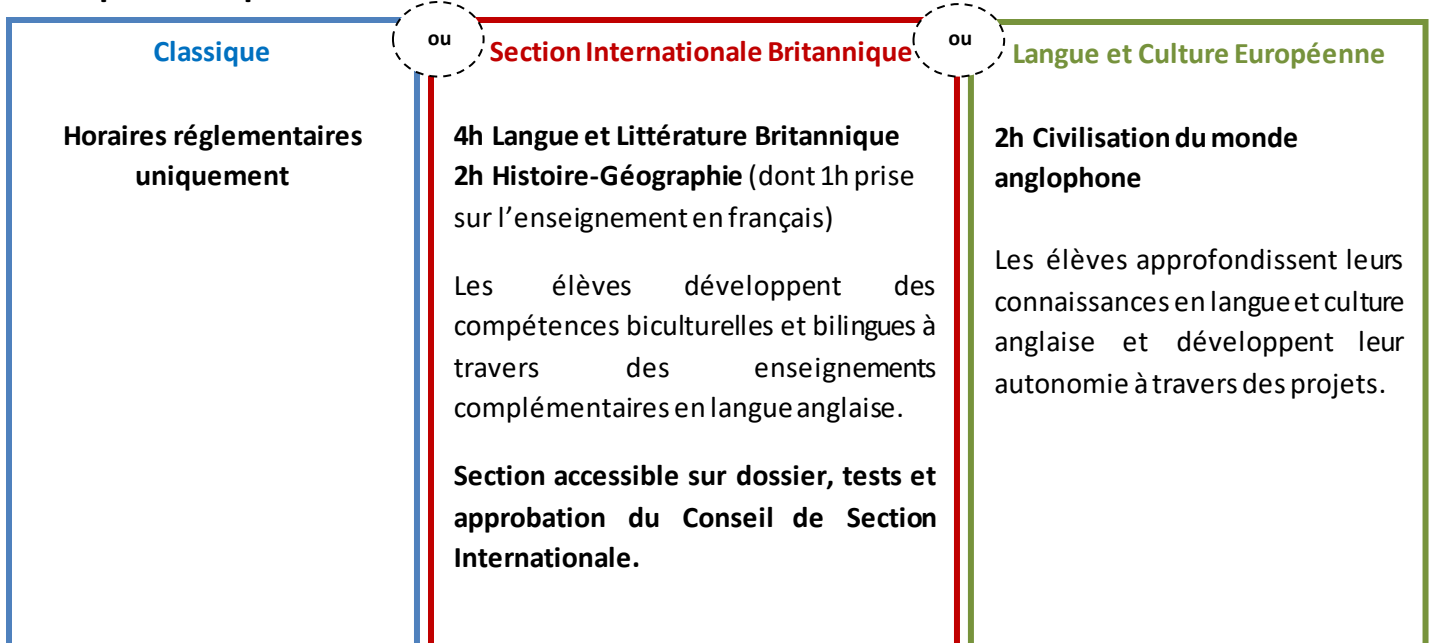 Classique
ou
Section Internationale Britannique
ou
Langue et Culture Européenne
Horaires réglementaires
uniquement
4h Langue et Littérature Britannique
2h Histoire-Géographie (dont 1h prise
sur l'enseignement en français)
Les élèves développent des
compétences biculturelles et bilingues à
travers des enseignements
complémentaires en langue anglaise.
Section accessible sur dossier, tests et
approbation du Conseil de Section
Internationale.
2h Civilisation du monde
anglophone
Les élèves approfondissent leurs
connaissances en langue et culture
anglaise et développent leur
autonomie à travers des projets.